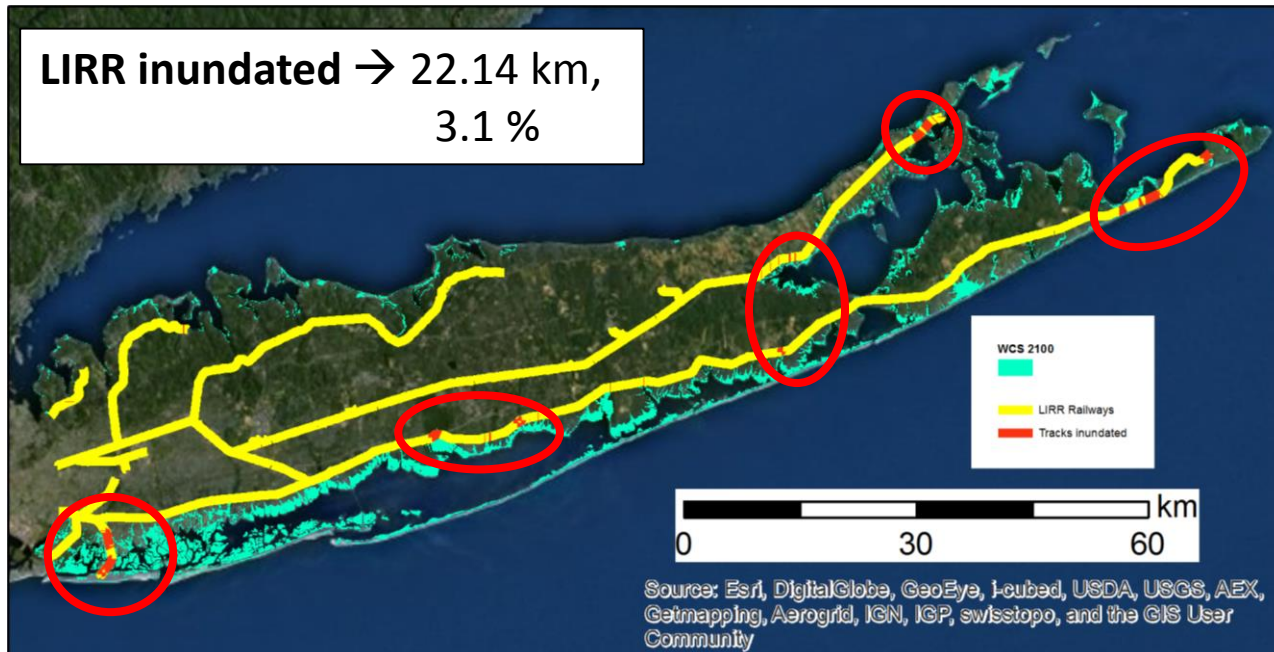 LIRR inundated → 22.14 km,
3.1 %
WCS 2100
LIRR Railways
Tracks inundated
km
0 30 60
Source: Esri, DigitalGlobe, GeoEye, i-cubed, USDA, USGS, AEX,
Getmapping, Aerogrid, IGN, IGP, swisstopo, and the GIS User
Community